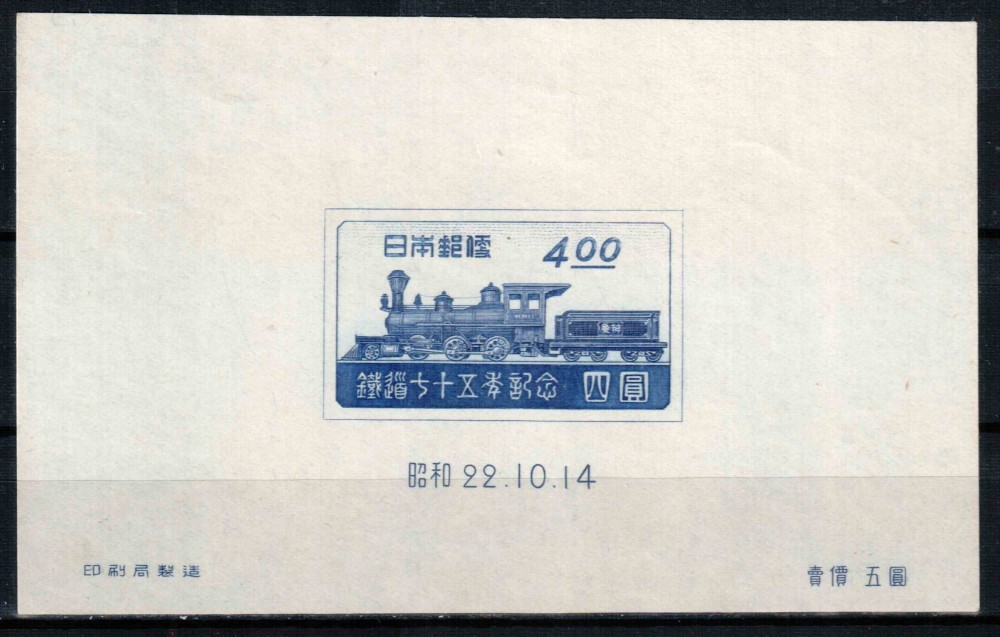 日本郵便 4.00
鐵道七十五年記念 四圓
昭和 22.10.14
印刷局製造
賣價 五圓